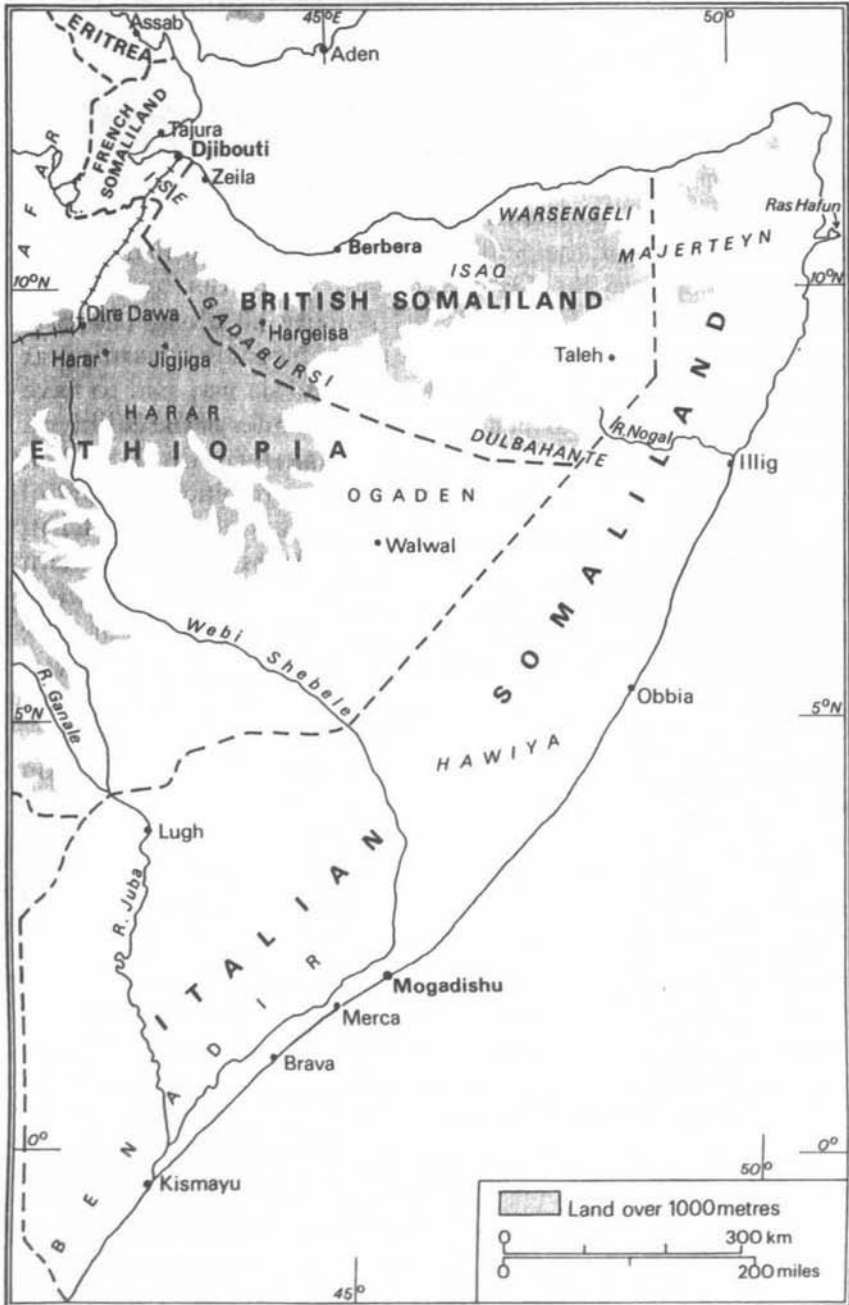 45°E
50°
Assab
ERITREA
Aden
FRENCH
SOMALILAND
Tajura
Djibouti
AFAR
ISIE
Zeila
WARSENGELI
Ras Hafun
MAJERTEYN
Berbera
ISAQ
10°N
10°N
BRITISH SOMALILAND
Dire Dawa
GADABURSI
Hargeisa
Harar
Jigjiga
Taleh
HARAR
R. Nogal
DULBAHANTE
ETHIOPIA
Illig
OGADEN
Walwal
Webi Shebele
R. Ganale
Obbia
5°N
5°N
HAWIYA
Lugh
R. Juba
ITALIAN SOMALILAND
Mogadishu
Merca
BENADIR
Brava
0°
0°
50°
Kismayu
45°
Land over 1000 metres
0 300 km
0 200 miles